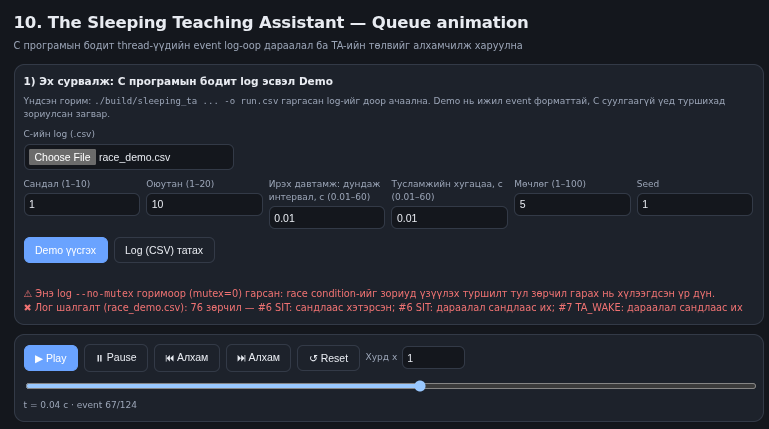 10. The Sleeping Teaching Assistant — Queue animation
С програмын бодит thread-үүдийн event log-оор дараалал ба TA-ийн төлвийг алхамчилж харуулна
1) Эх сурвалж: С програмын бодит log эсвэл Demo
Үндсэн горим: ./build/sleeping_ta ... -o run.csv гаргасан log-ийг доор ачаална. Demo нь ижил event форматтай, С суулгаагүй үед туршихад
зориулсан загвар.
С-ийн log (.csv)
Choose File race_demo.csv
Сандал (1–10) Оюутан (1–20) Ирэх давтамж: дундаж интервал, с (0.01–60) Тусламжийн хугацаа, с (0.01–60) Мөчлөг (1–100) Seed
1 10 0.01 0.01 5 1
Demo үүсгэх Log (CSV) татах
⚠ Энэ log --no-mutex горимоор (mutex=0) гарсан: race condition-ийг зориуд үзүүлэх туршилт тул зөрчил гарах нь хүлээгдсэн үр дүн.
✖ Лог шалгалт (race_demo.csv): 76 зөрчил — #6 SIT: сандлаас хэтэрсэн; #6 SIT: дараалал сандлаас их; #7 TA_WAKE: дараалал сандлаас их
▶ Play ⏸ Pause ⏮ Алхам ⏭ Алхам ↺ Reset Хурд x 1
t = 0.04 с · event 67/124